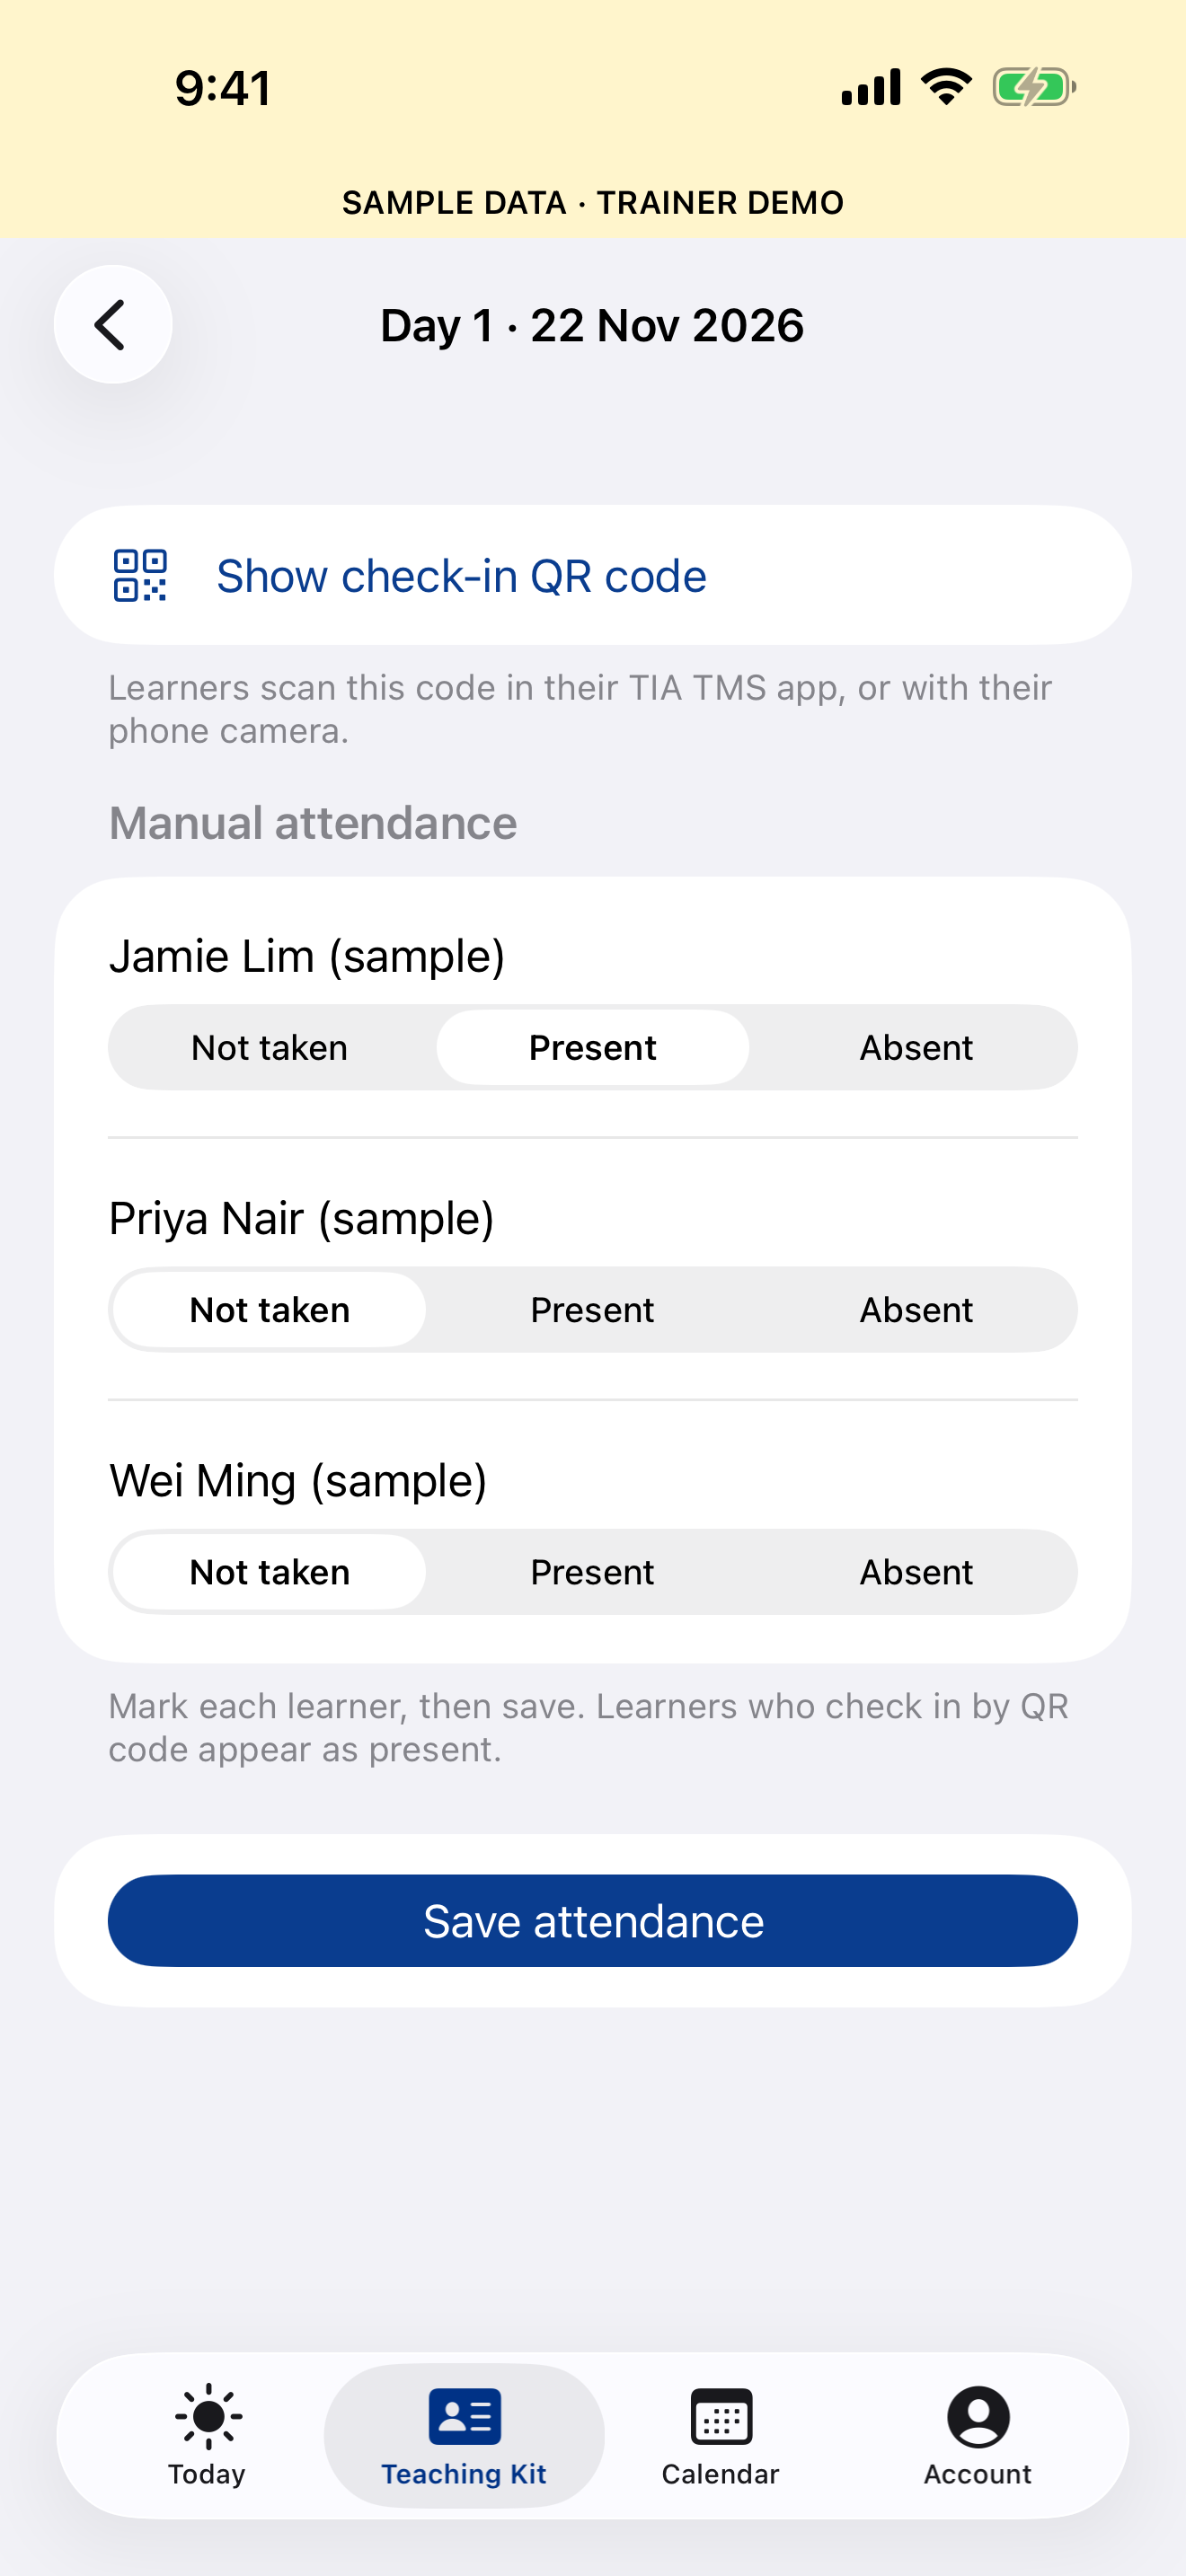 9:41
SAMPLE DATA · TRAINER DEMO
Day 1 · 22 Nov 2026
Show check-in QR code
Learners scan this code in their TIA TMS app, or with their
phone camera.
Manual attendance
Jamie Lim (sample)
Not taken Present Absent
Priya Nair (sample)
Not taken Present Absent
Wei Ming (sample)
Not taken Present Absent
Mark each learner, then save. Learners who check in by QR
code appear as present.
Save attendance
Today Teaching Kit Calendar Account